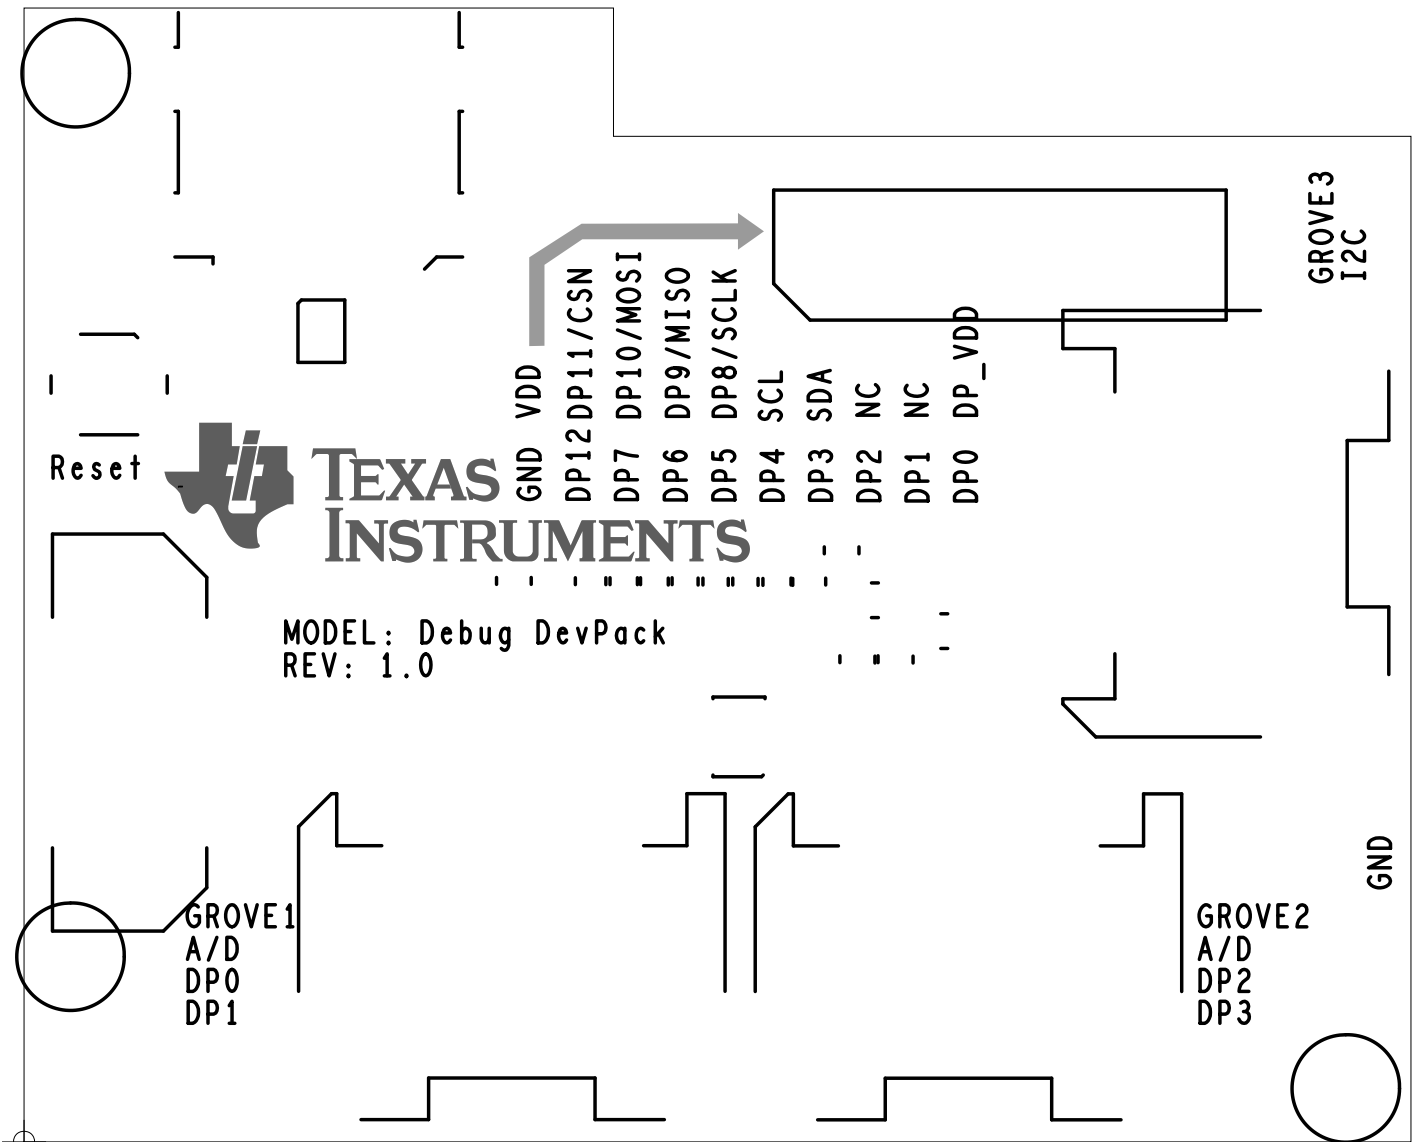 GROVE3
I2C
GND VDD
DP12 DP11/CSN
DP7 DP10/MOSI
DP6 DP9/MISO
DP5 DP8/SCLK
DP4 SCL
DP3 SDA
DP2 NC
DP1 NC
DP0 DP_VDD
Reset
TEXAS
INSTRUMENTS
MODEL: Debug DevPack
REV: 1.0
GND
GROVE1
A/D
DP0
DP1
GROVE2
A/D
DP2
DP3